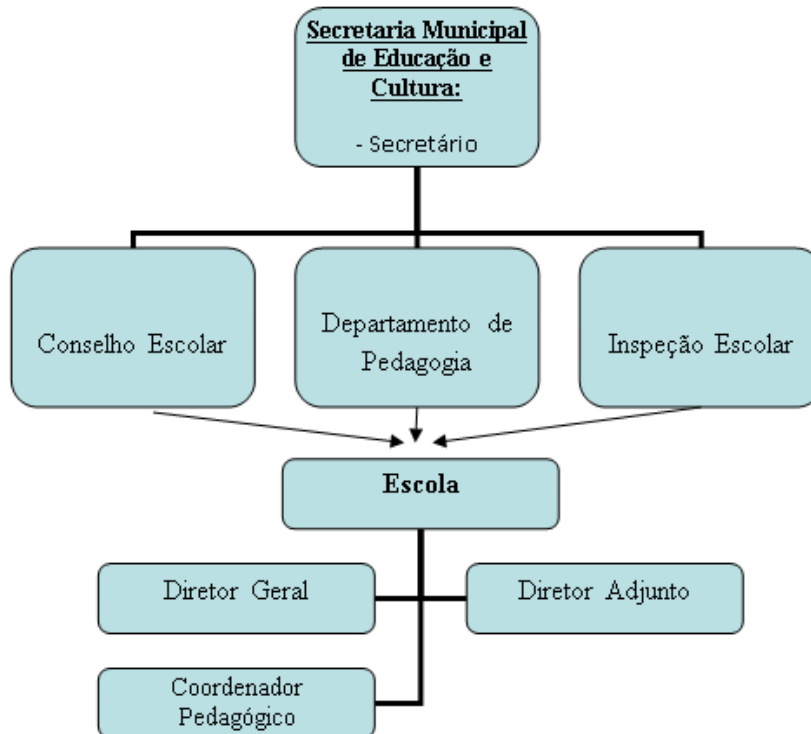 Secretaria Municipal
de Educação e
Cultura:
- Secretário
Conselho Escolar
Departamento de
Pedagogia
Inspeção Escolar
Escola
Diretor Geral
Diretor Adjunto
Coordenador
Pedagógico